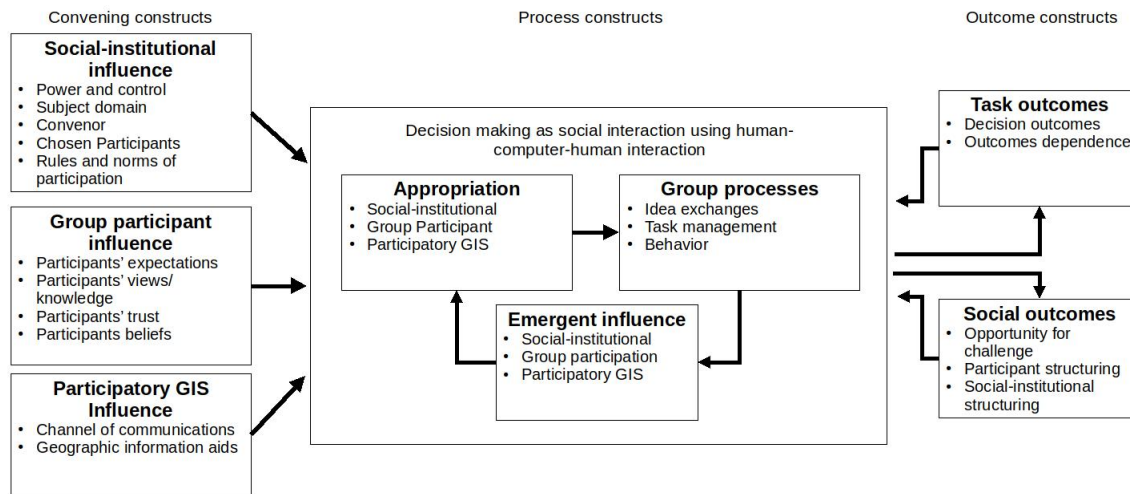 Convening constructs
Process constructs
Outcome constructs
Social-institutional
influence
• Power and control
• Subject domain
• Convenor
• Chosen Participants
• Rules and norms of
participation
Group participant
influence
• Participants’ expectations
• Participants’ views/
knowledge
• Participants’ trust
• Participants beliefs
Participatory GIS
Influence
• Channel of communications
• Geographic information aids
Decision making as social interaction using human-
computer-human interaction
Appropriation
• Social-institutional
• Group Participant
• Participatory GIS
Group processes
• Idea exchanges
• Task management
• Behavior
Emergent influence
• Social-institutional
• Group participation
• Participatory GIS
Task outcomes
• Decision outcomes
• Outcomes dependence
Social outcomes
• Opportunity for
challenge
• Participant structuring
• Social-institutional
structuring